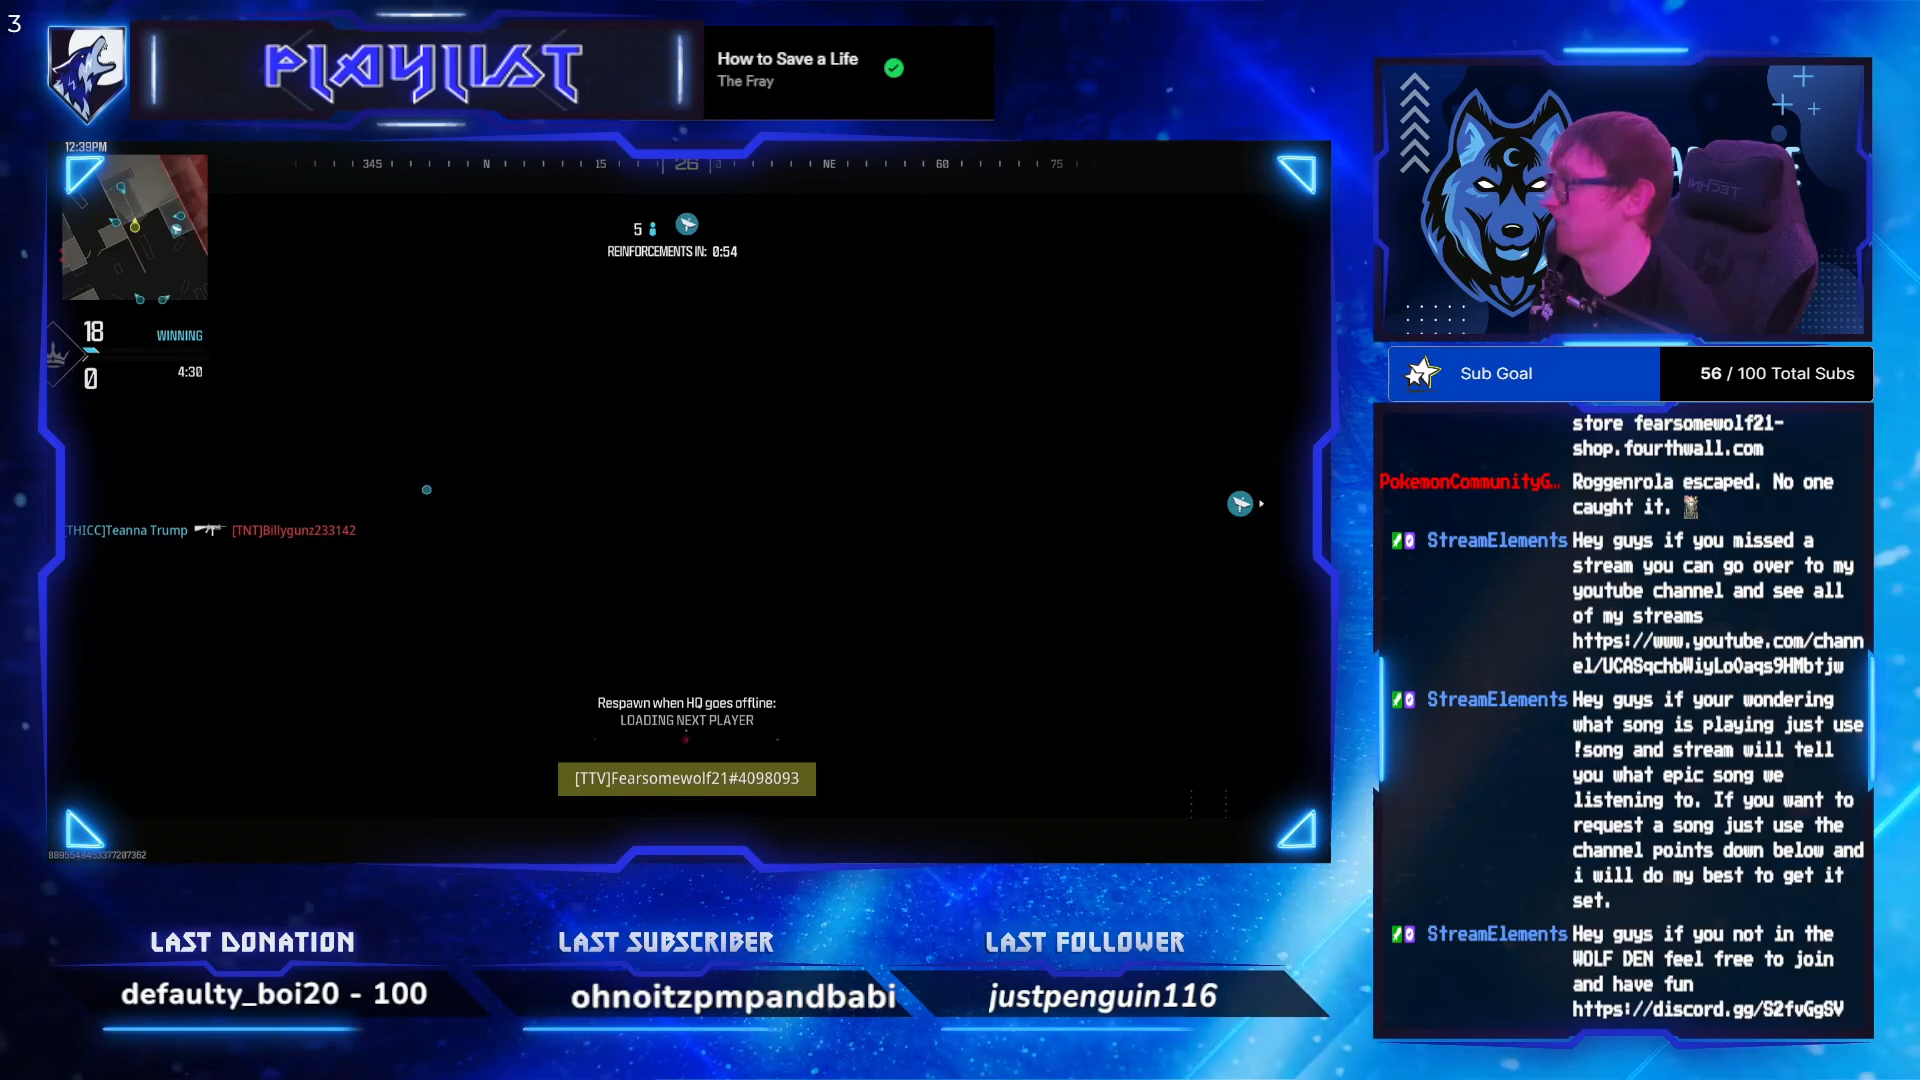 3
PLAYLIST
How to Save a Life
The Fray
12:39PM
345 N 15 26 NE 60 75
5
REINFORCEMENTS IN: 0:54
18 WINNING
0 4:30
[THICC]Teanna Trump [TNT]Billygunz233142
Respawn when HQ goes offline:
LOADING NEXT PLAYER
[TTV]Fearsomewolf21#4098093
TECHNI
Sub Goal 56 / 100 Total Subs
store fearsomewolf21-
shop.fourthwall.com
PokemonCommunityG... Roggenrola escaped. No one
caught it.
StreamElements Hey guys if you missed a
stream you can go over to my
youtube channel and see all
of my streams
https://www.youtube.com/chann
el/UCASqchbWiyLoOaqs9HMbtjw
StreamElements Hey guys if your wondering
what song is playing just use
!song and stream will tell
you what epic song we
listening to. If you want to
request a song just use the
channel points down below and
i will do my best to get it
set.
StreamElements Hey guys if you not in the
WOLF DEN feel free to join
and have fun
https://discord.gg/S2fvGgSV
LAST DONATION
defaulty_boi20 - 100
LAST SUBSCRIBER
ohnoitzpmpandbabi
LAST FOLLOWER
justpenguin116